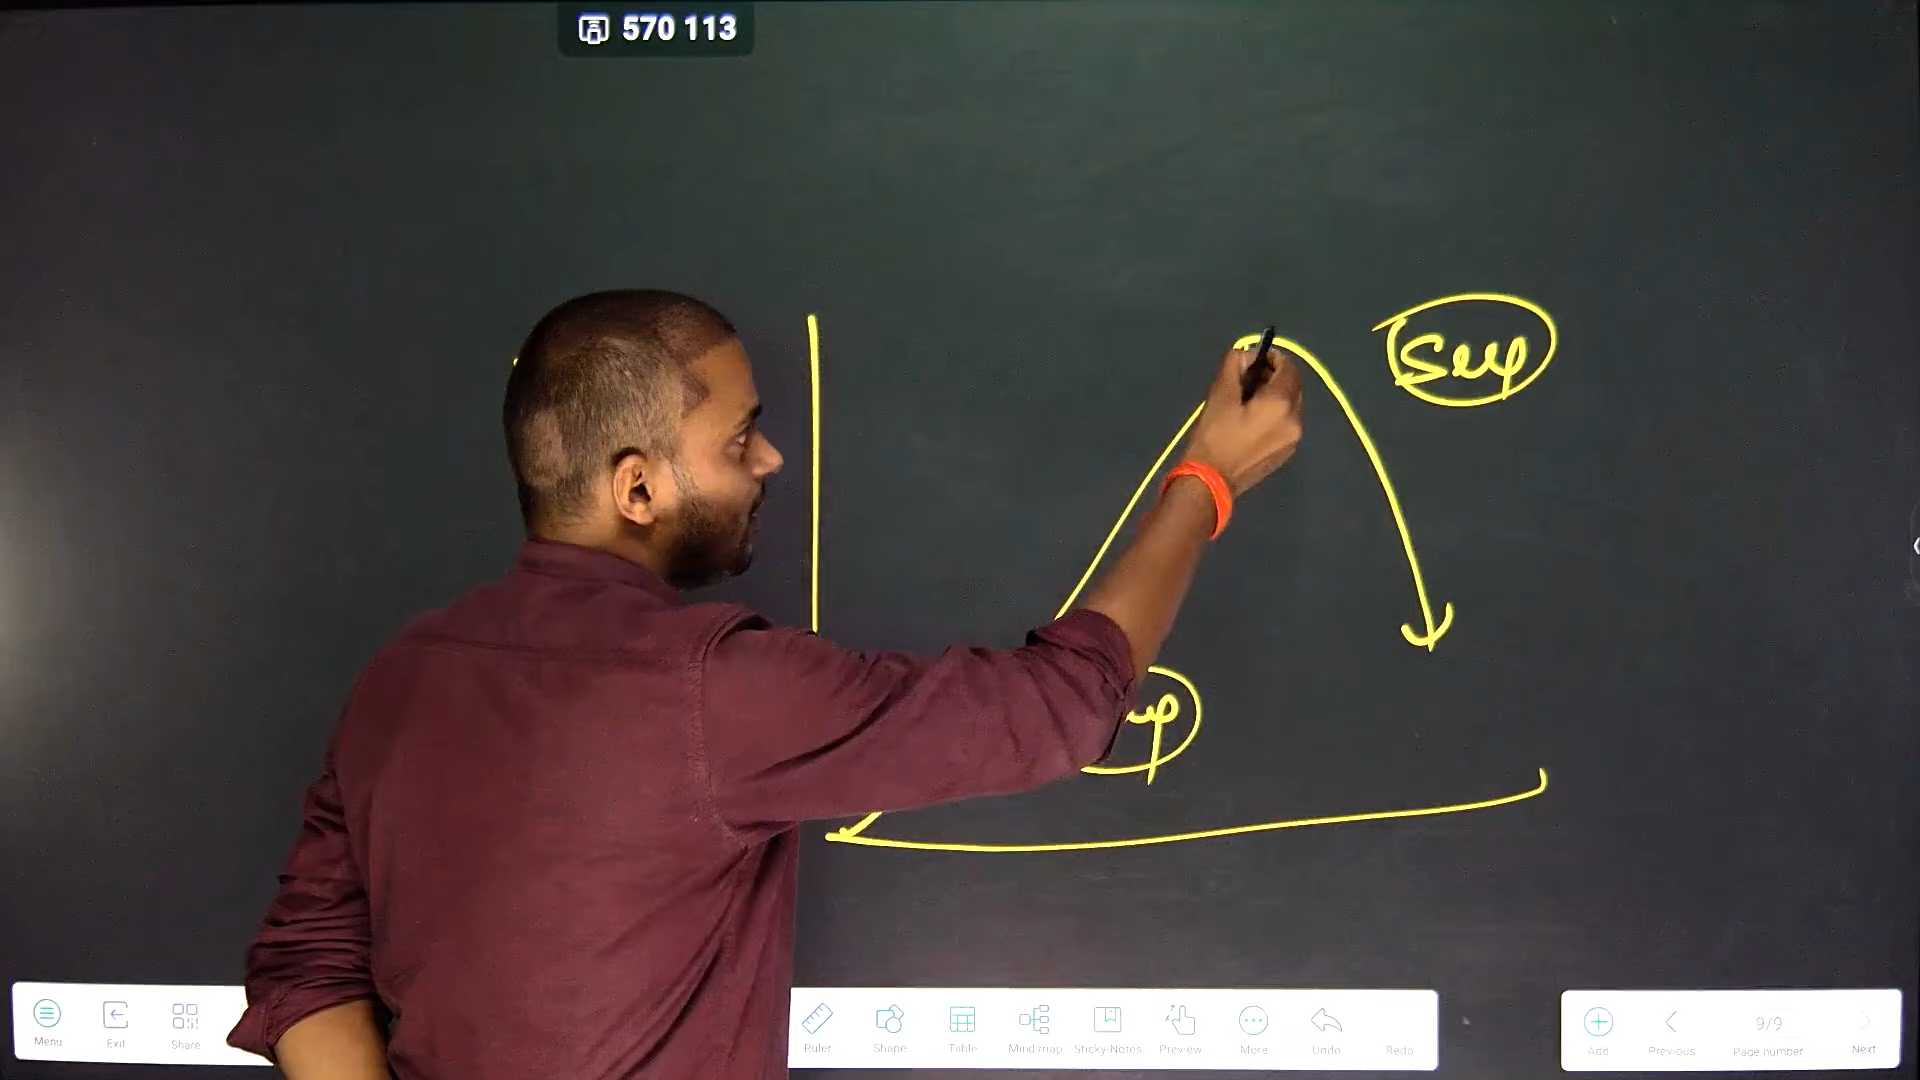 570 113
Menu
Exit
Share
Ruler
Shape
Table
Mind map
Sticky Notes
Preview
More
Undo
Redo
Add
Previous
9/9
Page number
Next